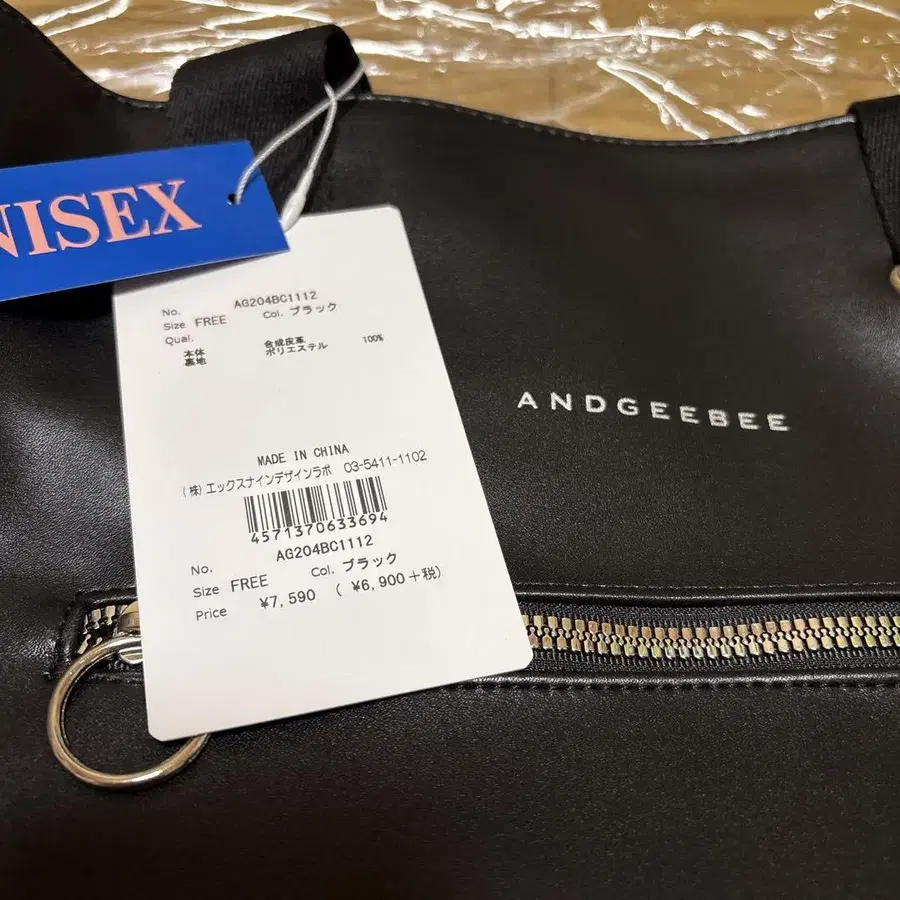 NISEX
No. AG204BC1112
Size FREE Col. ブラック
Qual.
本体 合成皮革
裏地 ポリエステル 100%
MADE IN CHINA
(株)エックスナインデザインラボ 03-5411-1102
4571370633694
No. AG204BC1112
Size FREE Col. ブラック
Price ¥7,590 ( ¥6,900+税)
ANDGEEBEE